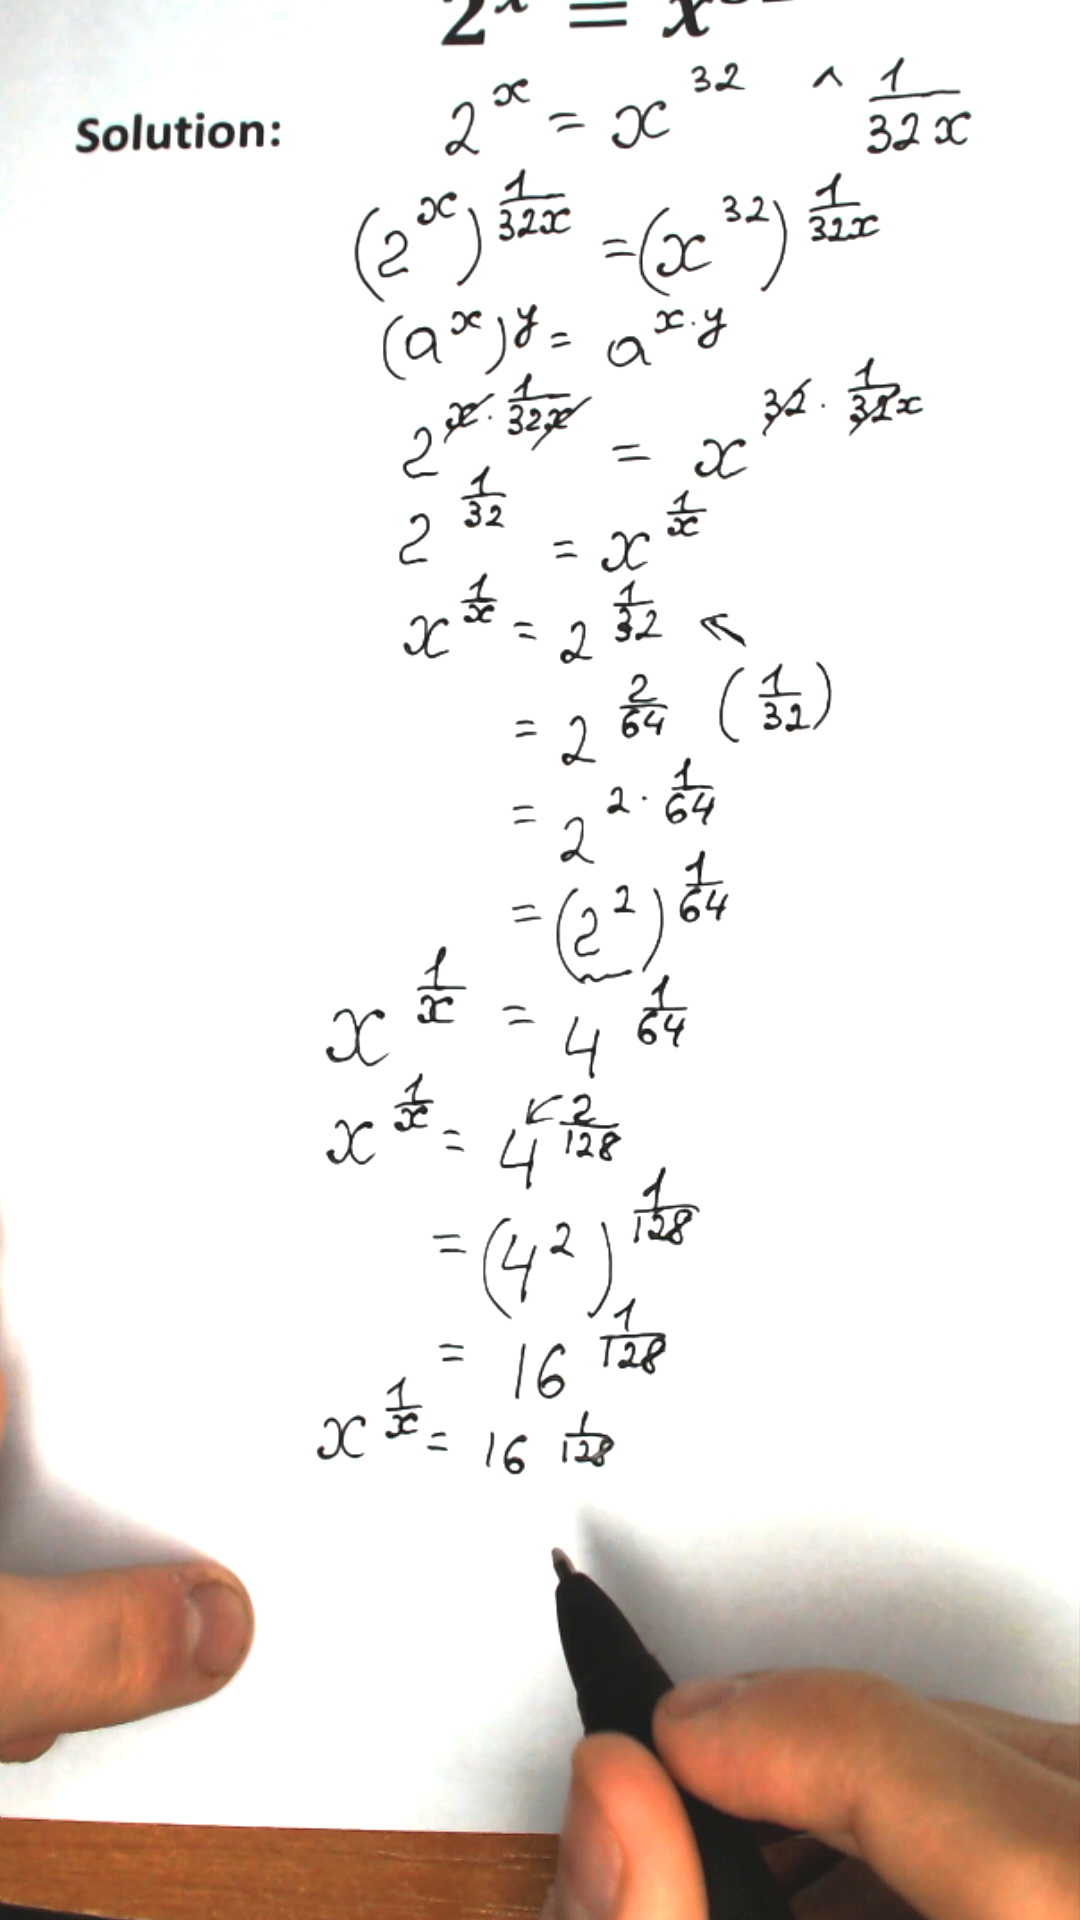 2^x = x^32
Solution: 2^x = x^32 ^ 1/(32x)
(2^x)^(1/(32x)) = (x^32)^(1/(32x))
(a^x)^y = a^(x·y)
2^(x · 1/(32x)) = x^(32 · 1/(32x))
2^(1/32) = x^(1/x)
x^(1/x) = 2^(1/32) ↖
= 2^(2/64) (1/32)
= 2^(2 · 1/64)
= (2^2)^(1/64)
x^(1/x) = 4^(1/64)
x^(1/x) = 4^(2/128)
= (4^2)^(1/128)
= 16^(1/128)
x^(1/x) = 16^(1/128)